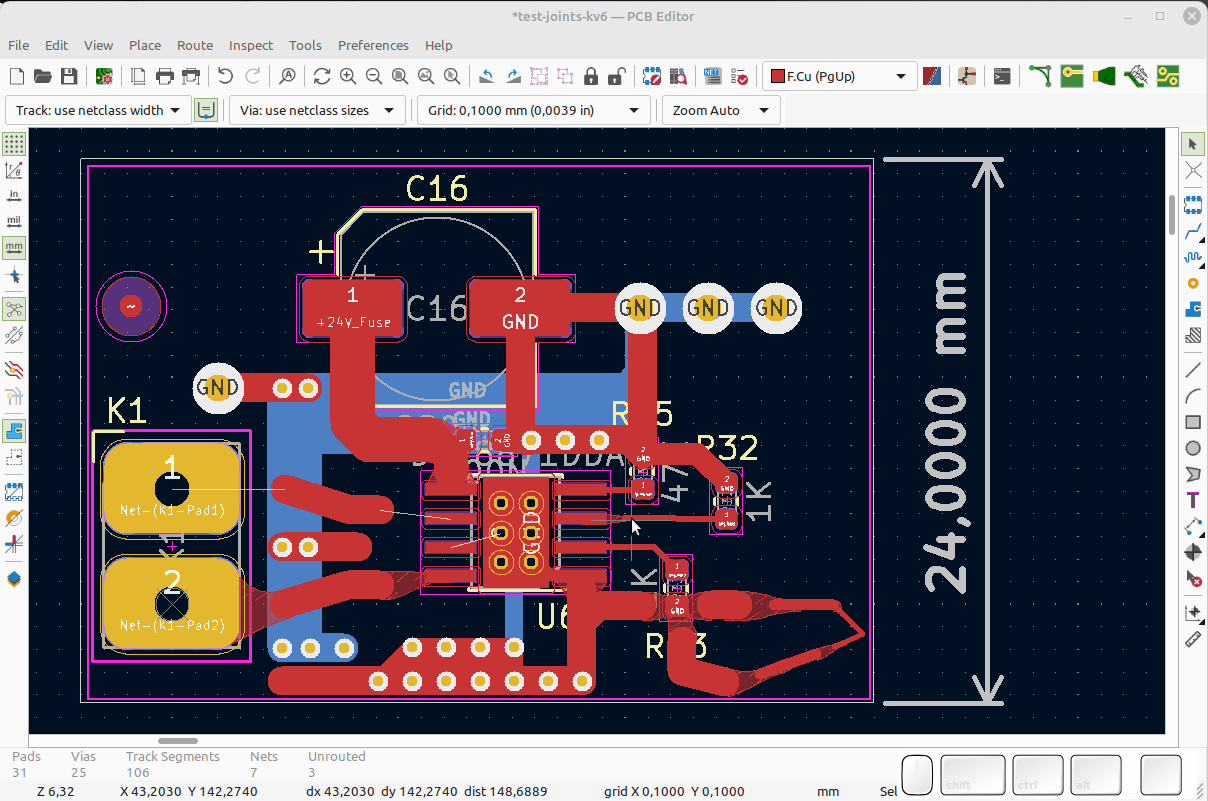 *test-joints-kv6 — PCB Editor
File Edit View Place Route Inspect Tools Preferences Help
F.Cu (PgUp)
Track: use netclass width
Via: use netclass sizes
Grid: 0,1000 mm (0,0039 in)
Zoom Auto
in
mil
mm
C16
+
+
1
+24V_Fuse
C16
2
GND
GND
GND
GND
~
GND
GND
GND
K1
1
Net-(K1-Pad1)
K1
2
Net-(K1-Pad2)
R32
47
1K
GND
K
24,0000 mm
Pads Vias Track Segments Nets Unrouted
31 25 106 7 3
Z 6,32 X 43,2030 Y 142,2740 dx 43,2030 dy 142,2740 dist 148,6889 grid X 0,1000 Y 0,1000 mm Sel
shift ctrl alt